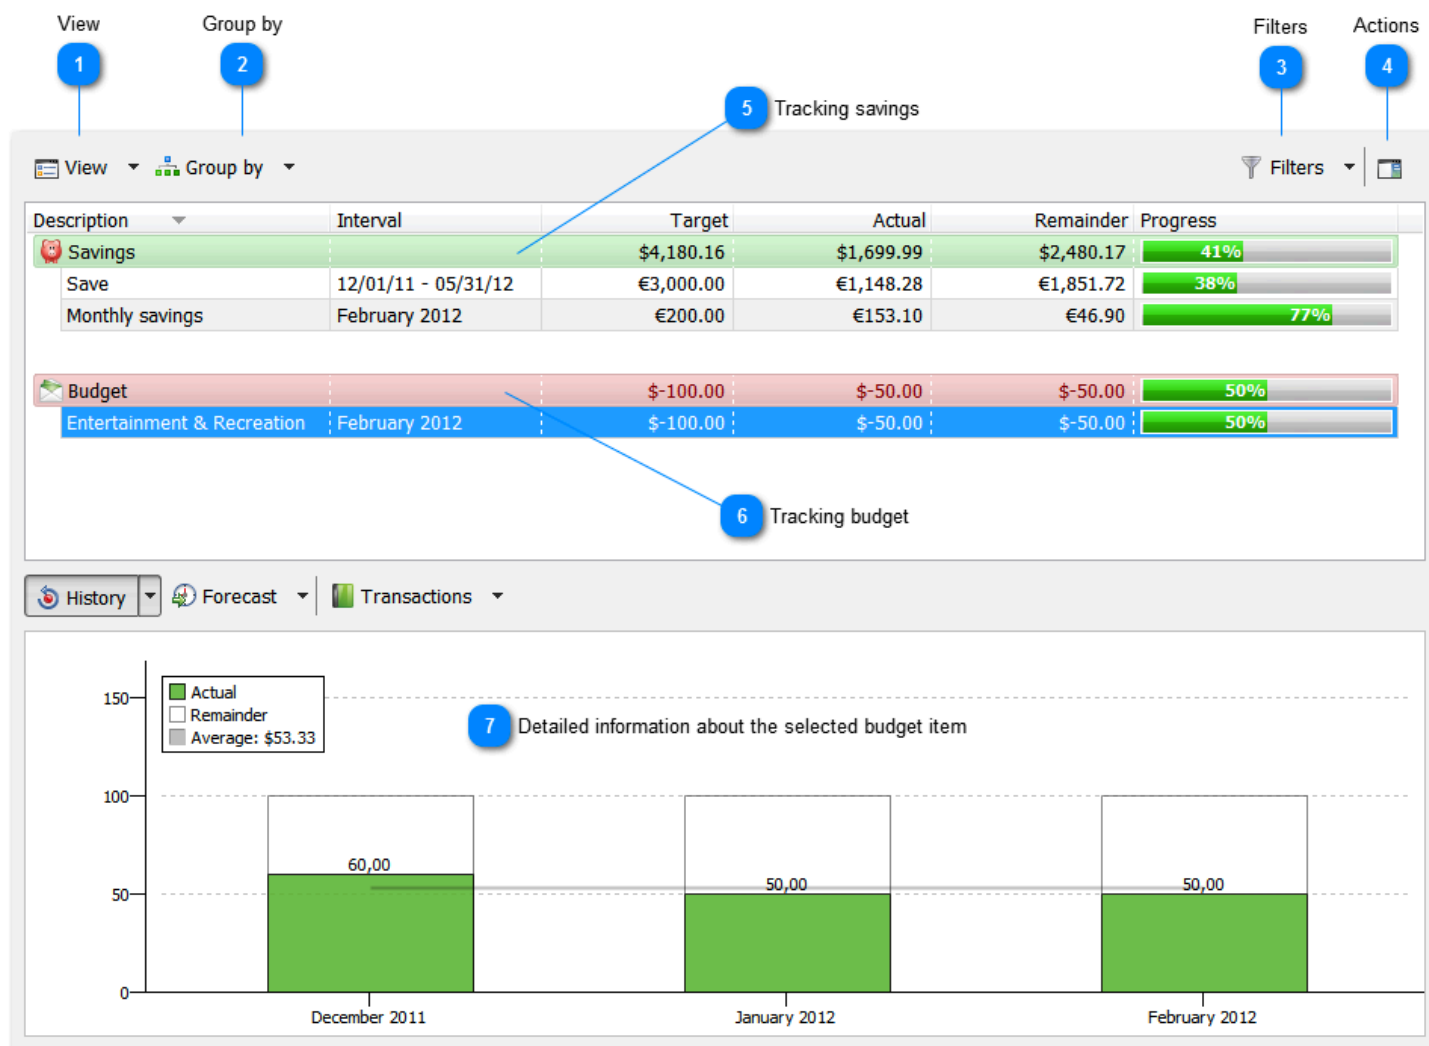 View
Group by
Filters
Actions
1
2
3
4
5 Tracking savings
View Group by Filters
Description Interval Target Actual Remainder Progress
Savings $4,180.16 $1,699.99 $2,480.17 41%
Save 12/01/11 - 05/31/12 €3,000.00 €1,148.28 €1,851.72 38%
Monthly savings February 2012 €200.00 €153.10 €46.90 77%
Budget $-100.00 $-50.00 $-50.00 50%
Entertainment & Recreation February 2012 $-100.00 $-50.00 $-50.00 50%
6 Tracking budget
History Forecast Transactions
Actual
Remainder
Average: $53.33
7 Detailed information about the selected budget item
150
100
50
0
60,00
50,00
50,00
December 2011
January 2012
February 2012